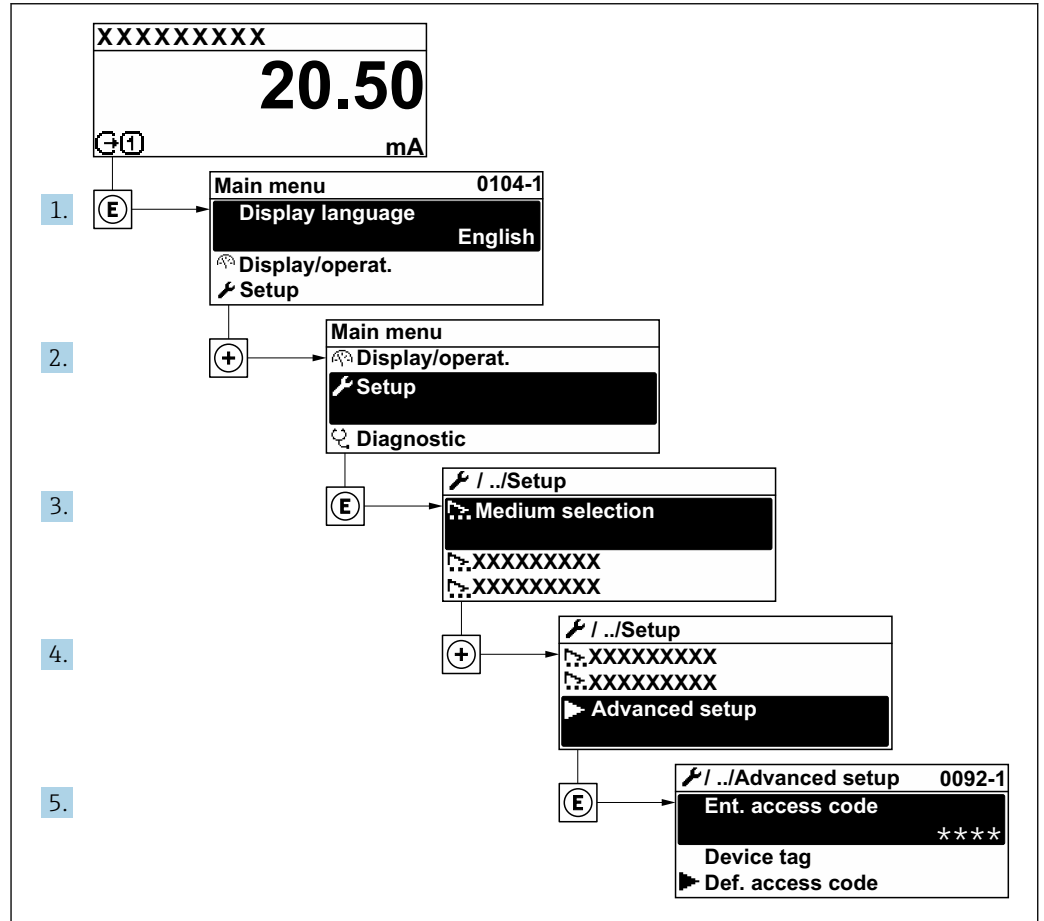 XXXXXXXXX
20.50
1
mA
1.
E
Main menu 0104-1
Display language
English
Display/operat.
Setup
2.
+
Main menu
Display/operat.
Setup
Diagnostic
3.
E
/ ../Setup
Medium selection
XXXXXXXXX
XXXXXXXXX
4.
+
/ ../Setup
XXXXXXXXX
XXXXXXXXX
Advanced setup
5.
E
/ ../Advanced setup 0092-1
Ent. access code
****
Device tag
Def. access code